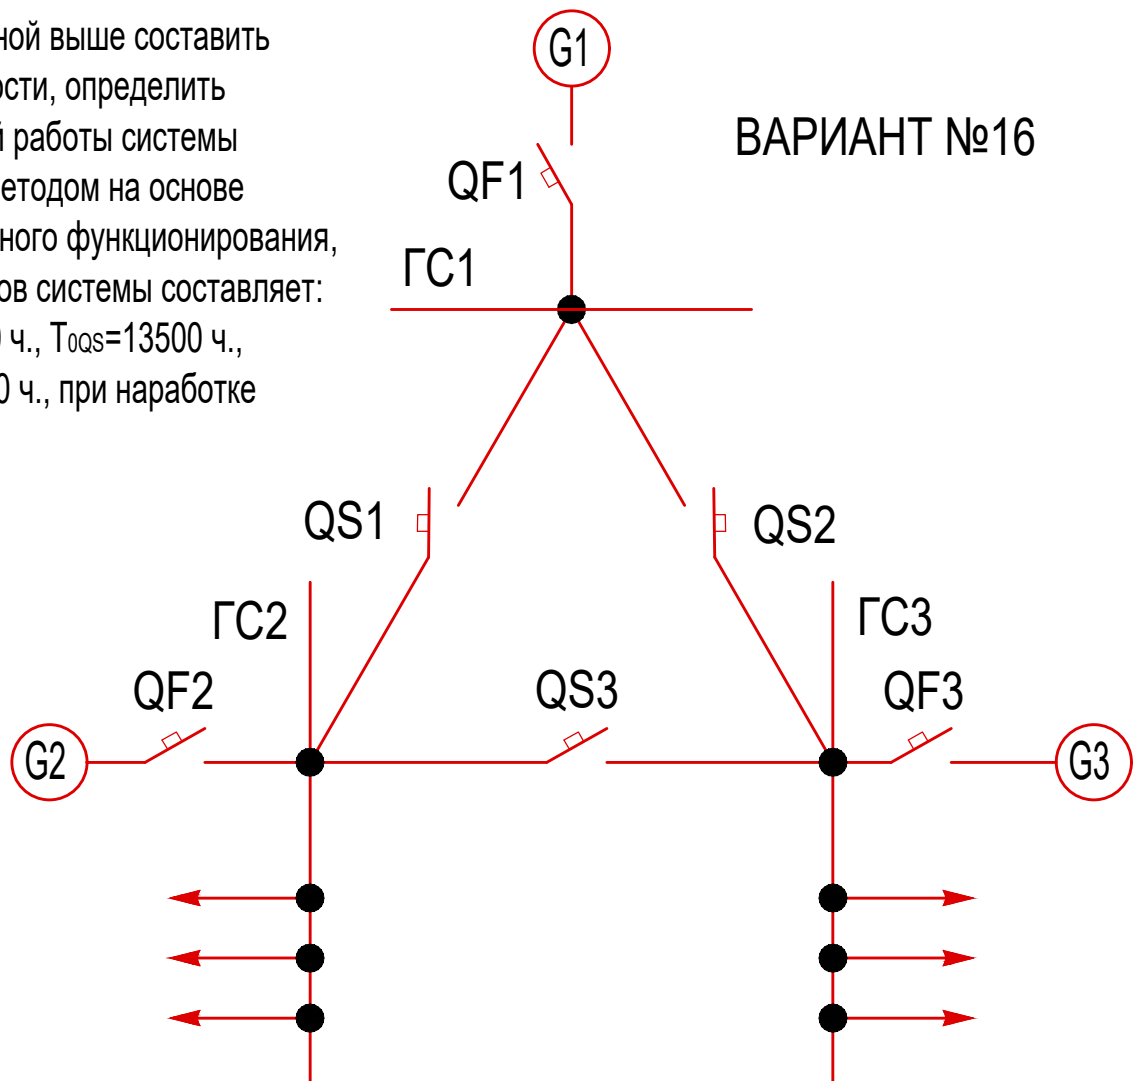 ной выше составить
ости, определить
й работы системы
етодом на основе
ного функционирования,
ов системы составляет:
0 ч., T0QS=13500 ч.,
0 ч., при наработке
ВАРИАНТ №16
G1
QF1
ГС1
QS1
QS2
ГС2
ГС3
QF2
QS3
QF3
G2
G3